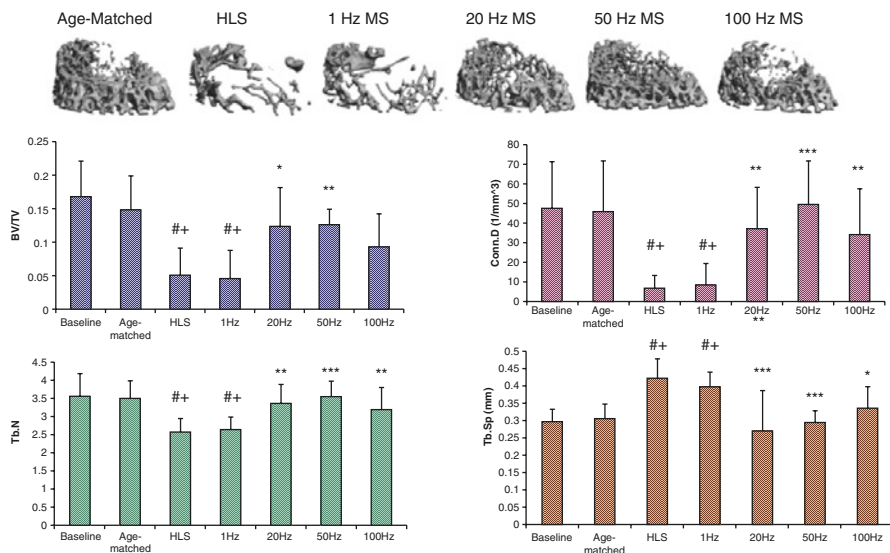 Age-Matched HLS 1 Hz MS 20 Hz MS 50 Hz MS 100 Hz MS
BV/TV
0.25
0.2
0.15
0.1
0.05
0
#+ #+ * **
Baseline Age-matched HLS 1Hz 20Hz 50Hz 100Hz
Conn.D (1/mm^3)
80
70
60
50
40
30
20
10
0
#+ #+ ** *** **
Baseline Age-matched HLS 1Hz 20Hz 50Hz 100Hz
**
Tb.N
4.5
4
3.5
3
2.5
2
1.5
1
0.5
0
#+ #+ ** *** **
Baseline Age-matched HLS 1Hz 20Hz 50Hz 100Hz
Tb.Sp (mm)
0.5
0.45
0.4
0.35
0.3
0.25
0.2
0.15
0.1
0.05
0
#+ #+ *** *** *
Baseline Age-matched HLS 1Hz 20Hz 50Hz 100Hz